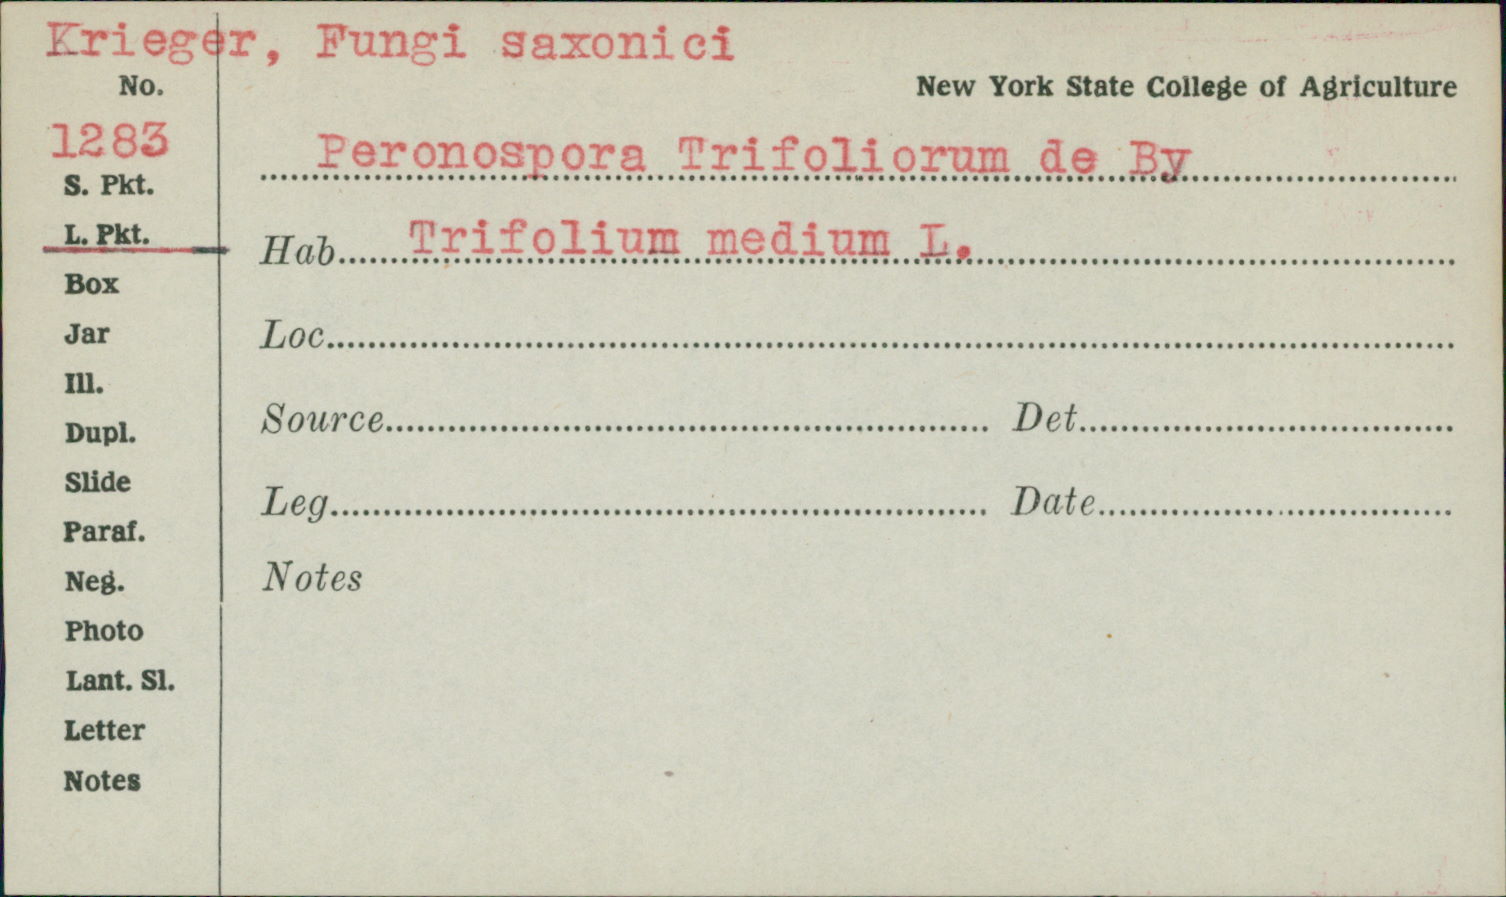 Krieger, Fungi saxonici
No.
New York State College of Agriculture
1283
Peronospora Trifoliorum de By
S. Pkt.
L. Pkt.
Hab. Trifolium medium L.
Box
Jar
Loc.
Ill.
Source Det.
Dupl.
Slide
Leg. Date
Paraf.
Neg.
Notes
Photo
Lant. Sl.
Letter
Notes